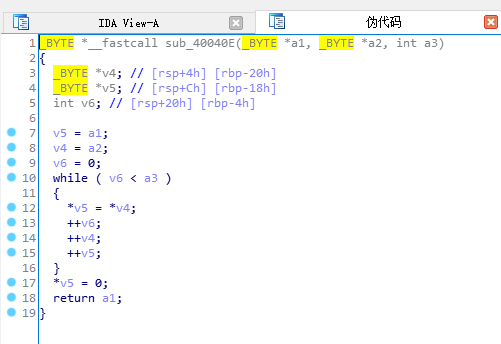 IDA View-A
伪代码
1 _BYTE *__fastcall sub_40040E(_BYTE *a1, _BYTE *a2, int a3)
2 {
3 _BYTE *v4; // [rsp+4h] [rbp-20h]
4 _BYTE *v5; // [rsp+Ch] [rbp-18h]
5 int v6; // [rsp+20h] [rbp-4h]
6
7 v5 = a1;
8 v4 = a2;
9 v6 = 0;
10 while ( v6 < a3 )
11 {
12 *v5 = *v4;
13 ++v6;
14 ++v4;
15 ++v5;
16 }
17 *v5 = 0;
18 return a1;
19 }